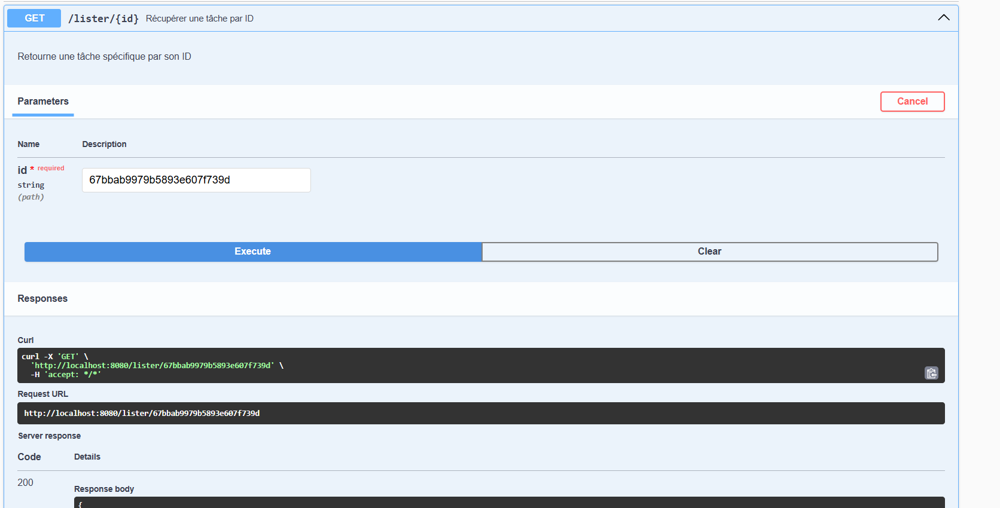 GET /lister/{id} Récupérer une tâche par ID
Retourne une tâche spécifique par son ID
Parameters
Cancel
Name Description
id * required
string
(path)
67bbab9979b5893e607f739d
Execute Clear
Responses
Curl
curl -X 'GET' \
'http://localhost:8080/lister/67bbab9979b5893e607f739d' \
-H 'accept: */*'
Request URL
http://localhost:8080/lister/67bbab9979b5893e607f739d
Server response
Code Details
200
Response body
{